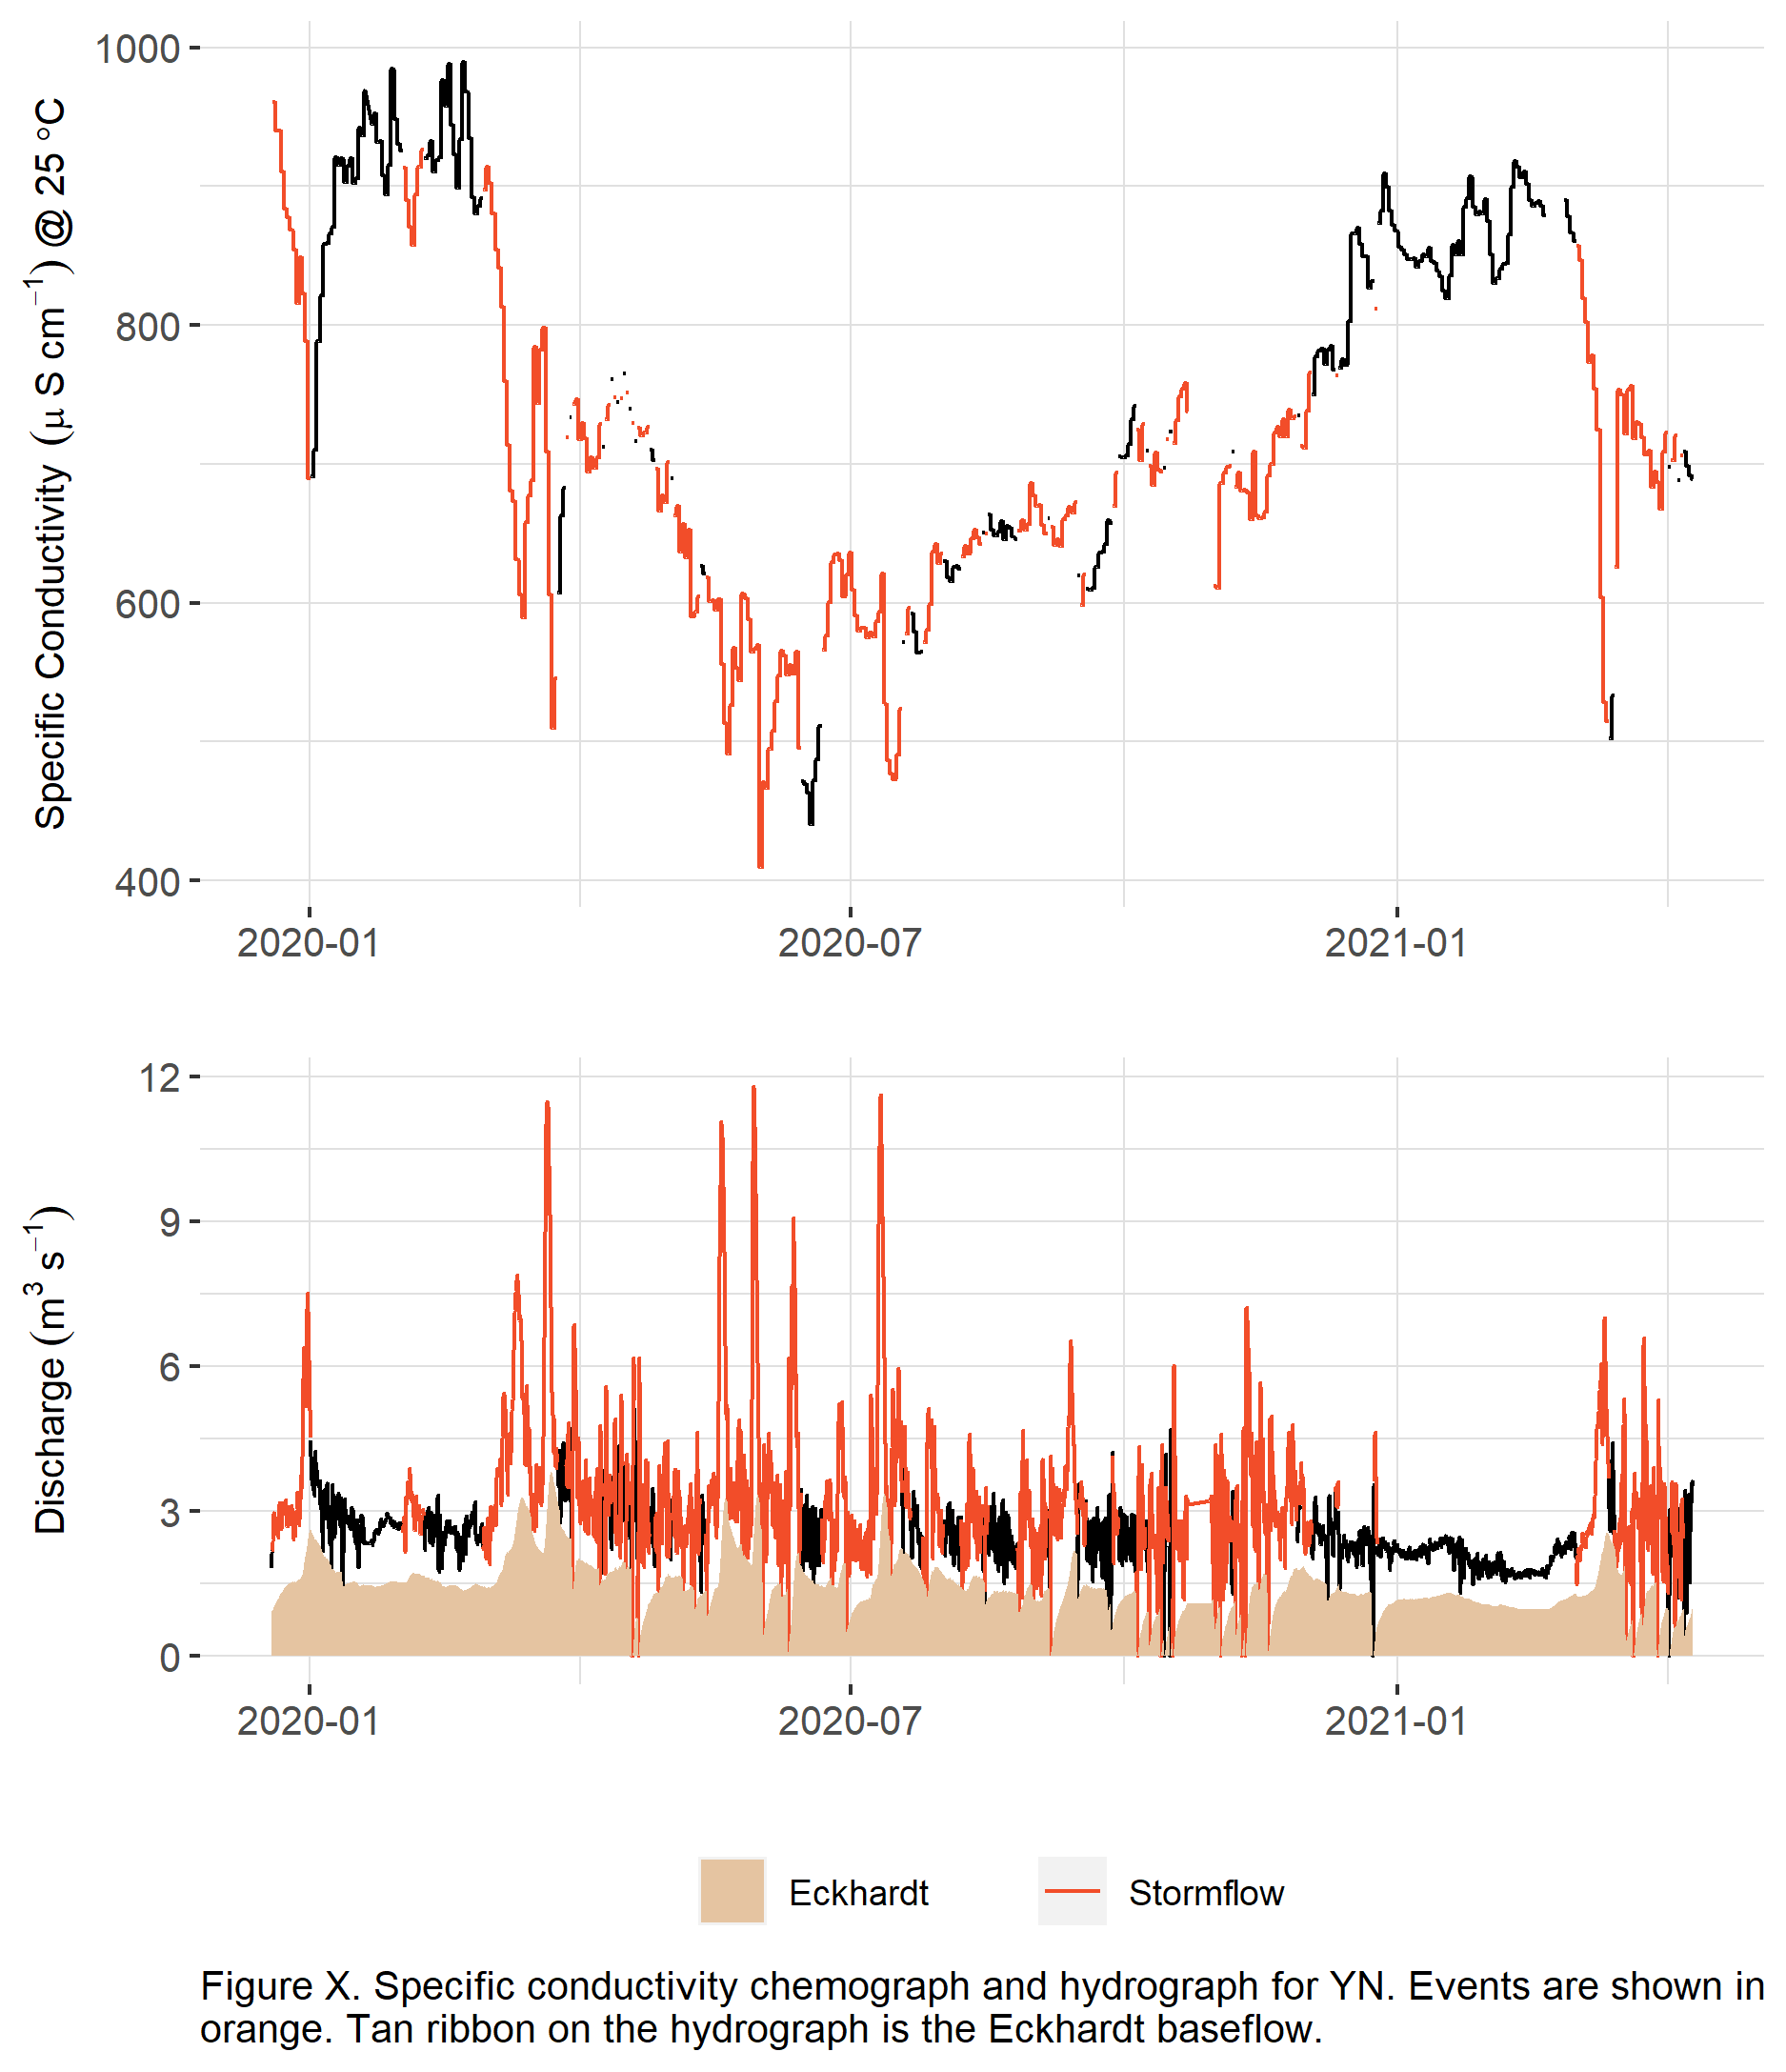 Specific Conductivity (μ S cm⁻¹) @ 25 °C
1000
800
600
400
2020-01 2020-07 2021-01
Discharge (m³ s⁻¹)
12
9
6
3
0
2020-01 2020-07 2021-01
Eckhardt Stormflow
Figure X. Specific conductivity chemograph and hydrograph for YN. Events are shown in
orange. Tan ribbon on the hydrograph is the Eckhardt baseflow.